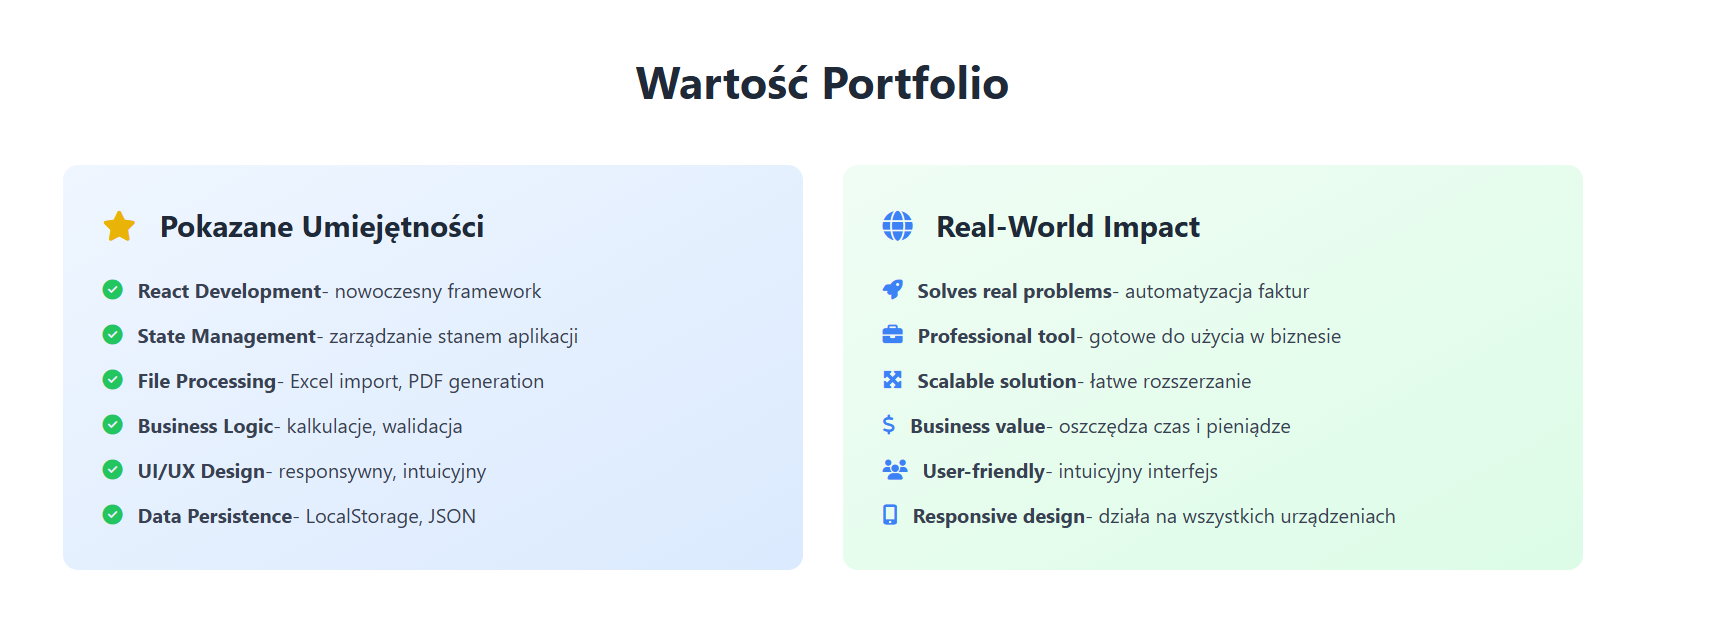 Wartość Portfolio
Pokazane Umiejętności
React Development- nowoczesny framework
State Management- zarządzanie stanem aplikacji
File Processing- Excel import, PDF generation
Business Logic- kalkulacje, walidacja
UI/UX Design- responsywny, intuicyjny
Data Persistence- LocalStorage, JSON
Real-World Impact
Solves real problems- automatyzacja faktur
Professional tool- gotowe do użycia w biznesie
Scalable solution- łatwe rozszerzanie
Business value- oszczędza czas i pieniądze
User-friendly- intuicyjny interfejs
Responsive design- działa na wszystkich urządzeniach